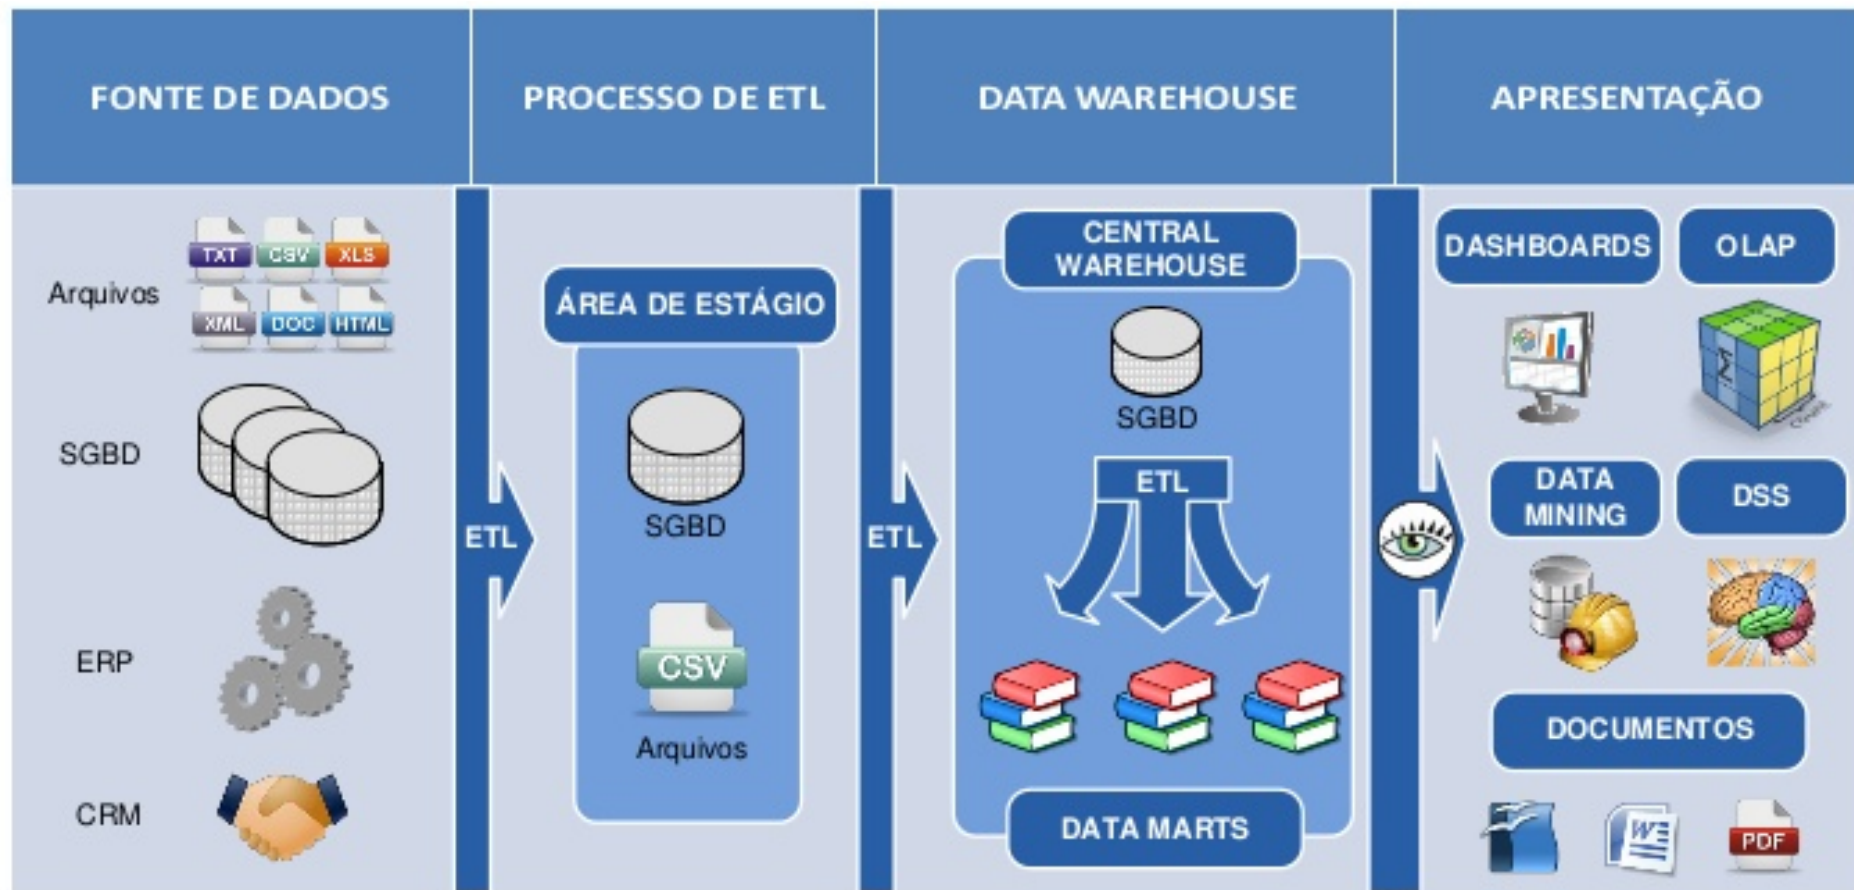 FONTE DE DADOS
PROCESSO DE ETL
DATA WAREHOUSE
APRESENTAÇÃO
Arquivos
TXT
CSV
XLS
XML
DOC
HTML
SGBD
ERP
CRM
ETL
ÁREA DE ESTÁGIO
SGBD
CSV
Arquivos
ETL
CENTRAL
WAREHOUSE
SGBD
ETL
DATA MARTS
DASHBOARDS
OLAP
Σ
DATA
MINING
DSS
DOCUMENTOS
W
PDF